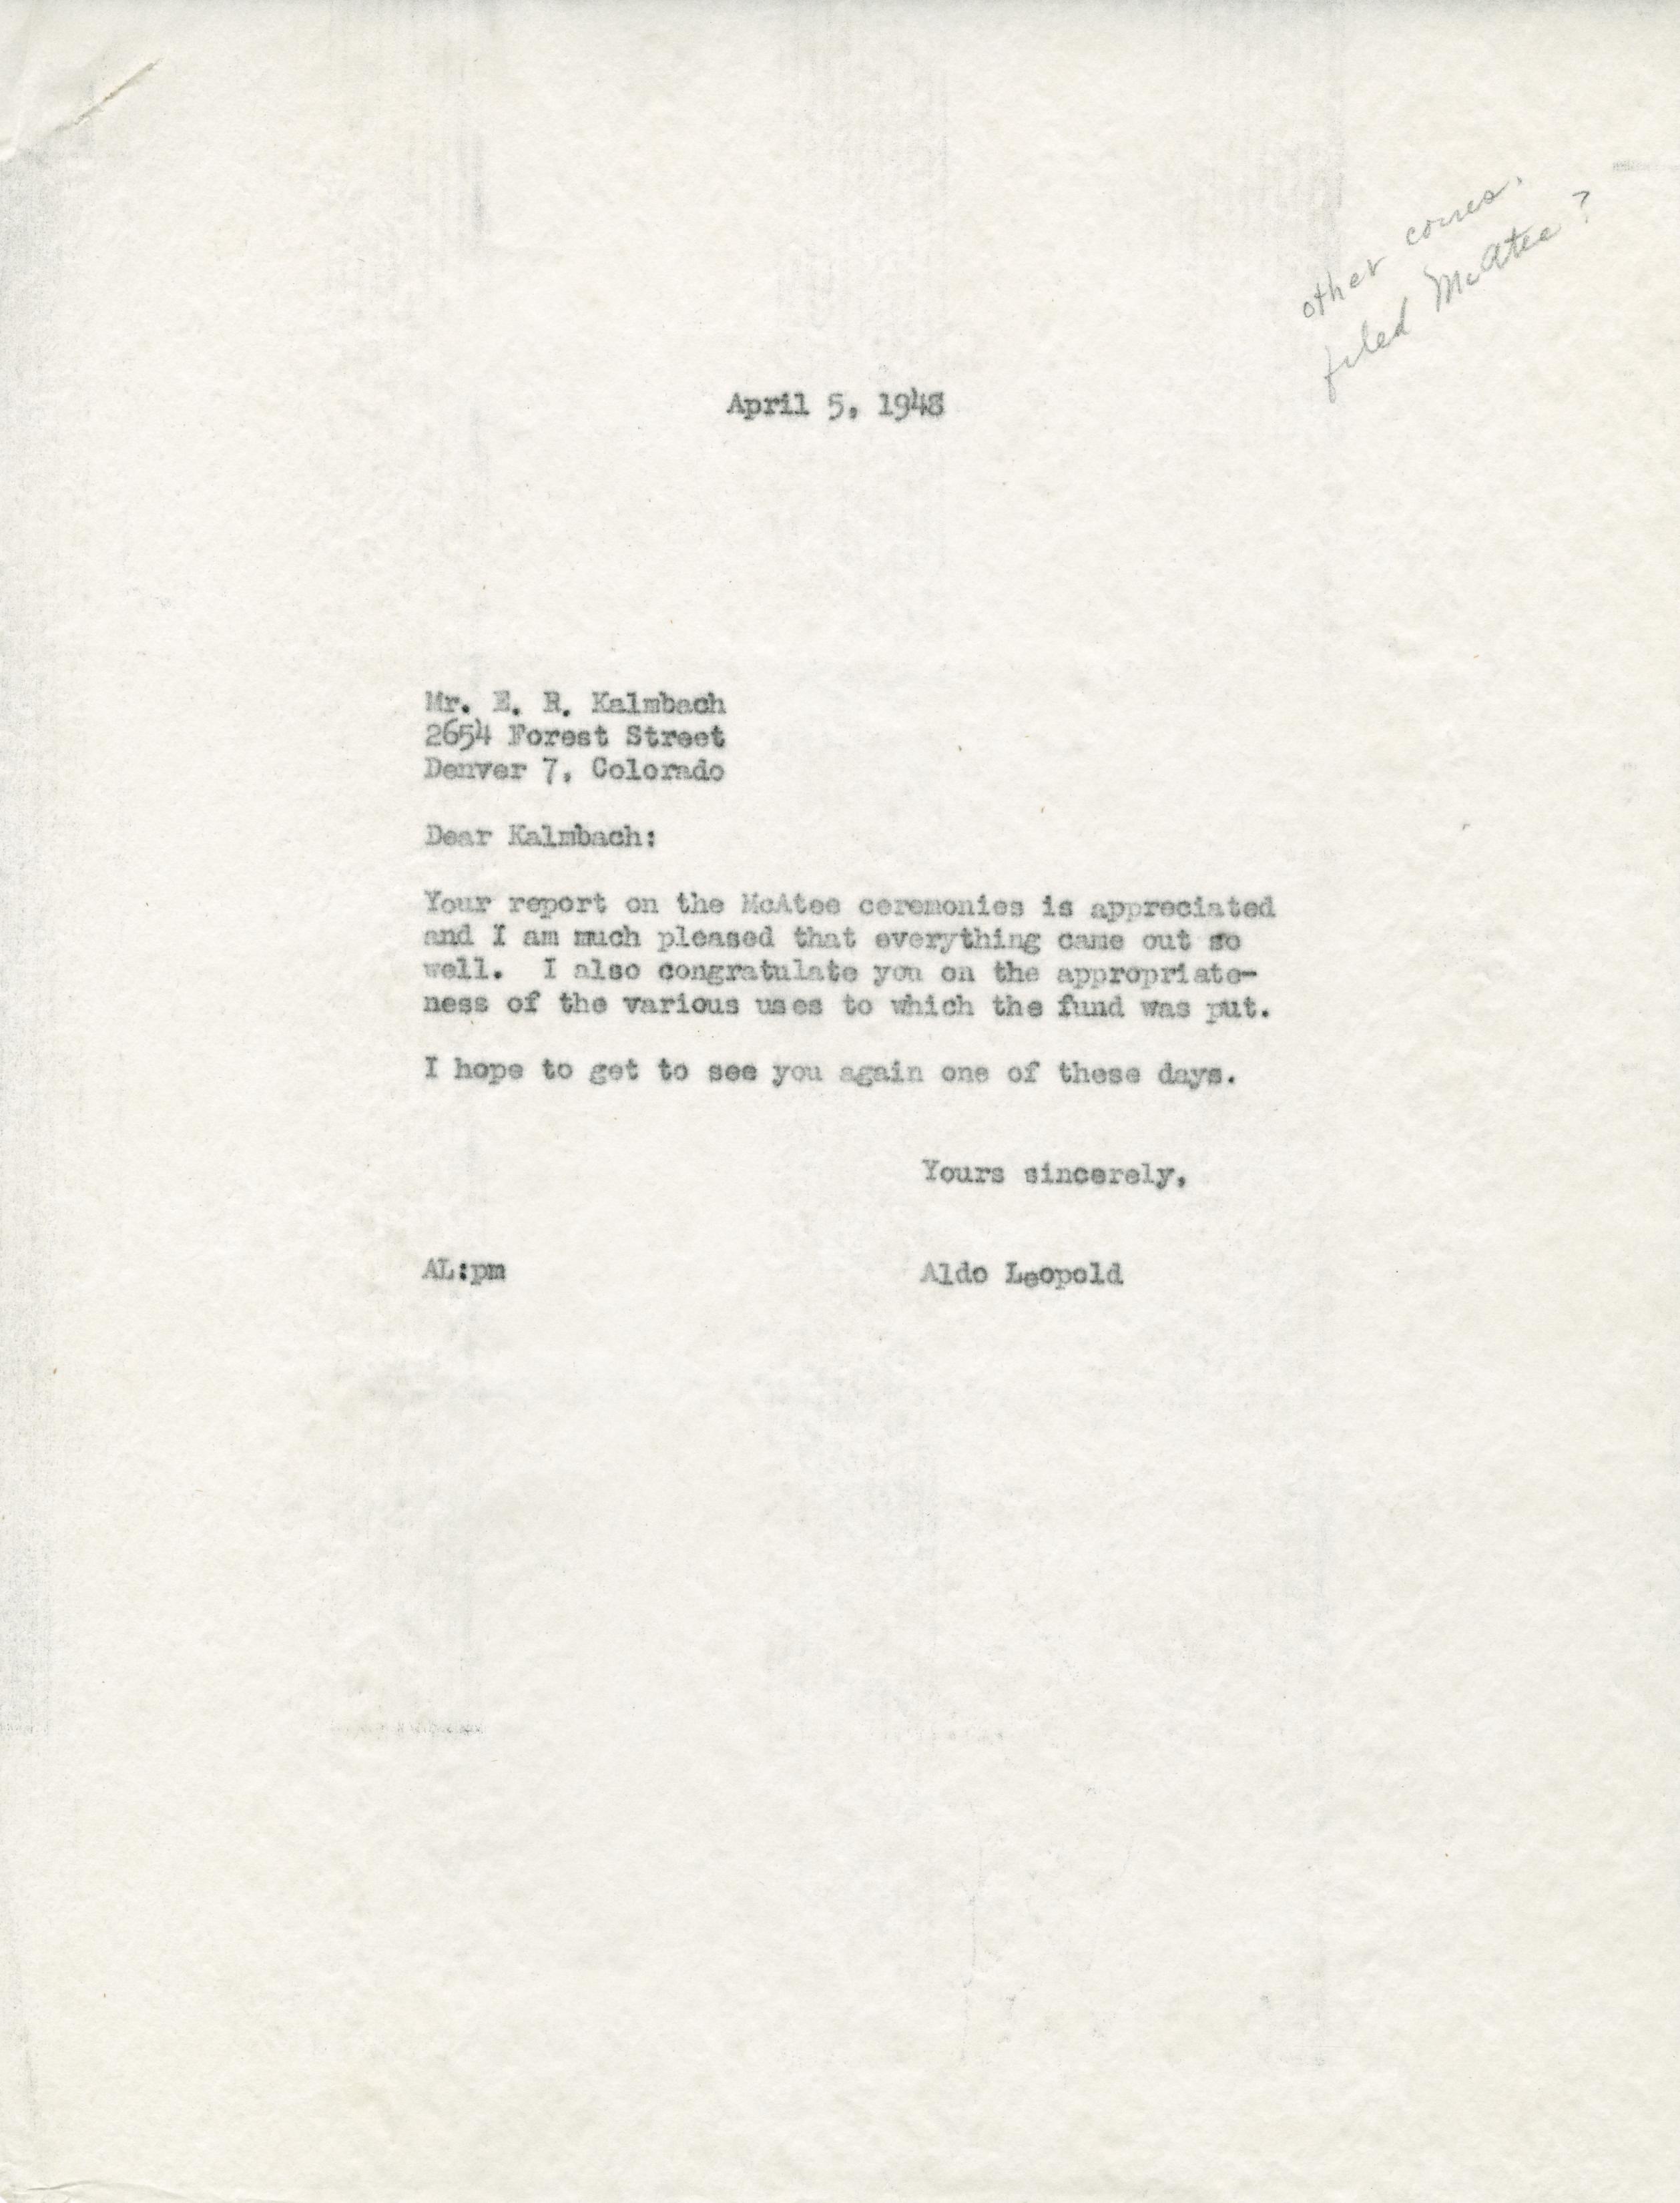 other corres.
filed McAtee?
April 5, 1948
Mr. E. R. Kalmbach
2654 Forest Street
Denver 7, Colorado
Dear Kalmbach:
Your report on the McAtee ceremonies is appreciated
and I am much pleased that everything came out so
well.  I also congratulate you on the appropriate-
ness of the various uses to which the fund was put.
I hope to get to see you again one of these days.
Yours sincerely,
AL:pm Aldo Leopold